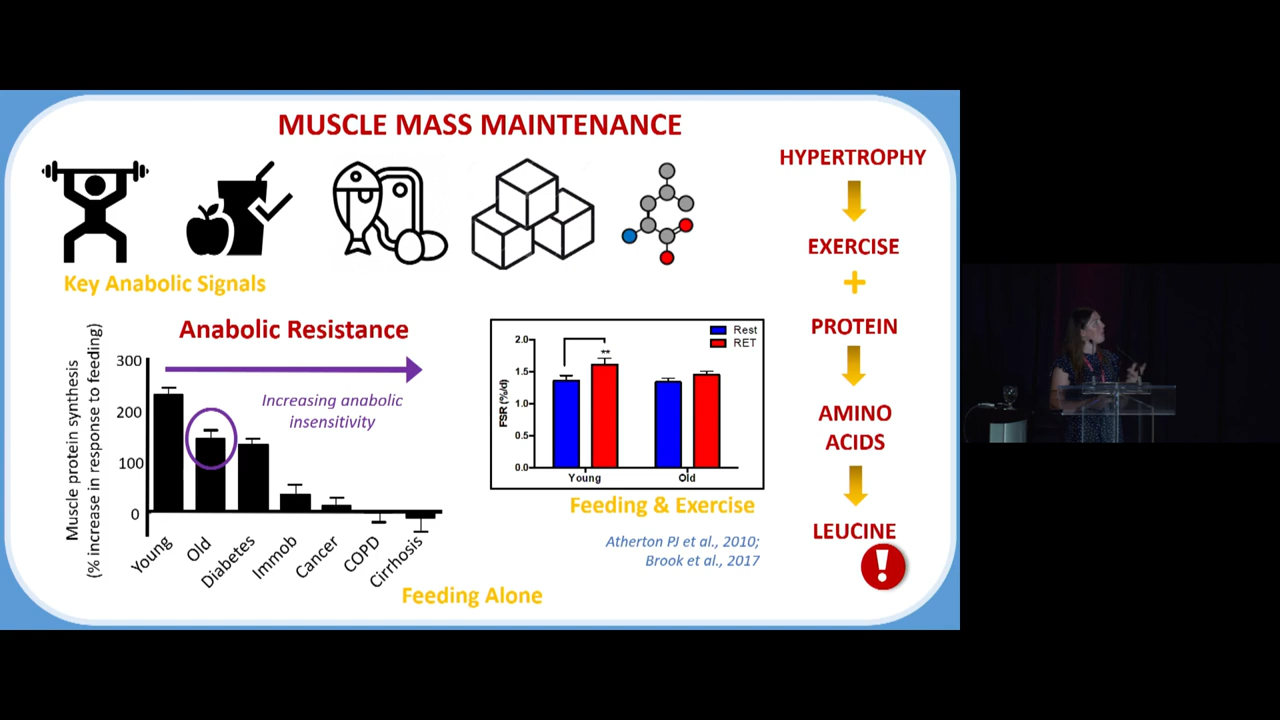 MUSCLE MASS MAINTENANCE
Key Anabolic Signals
Anabolic Resistance
Muscle protein synthesis
(% increase in response to feeding)
300
200
100
0
Increasing anabolic
insensitivity
Young
Old
Diabetes
Immob
Cancer
COPD
Cirrhosis
Feeding Alone
Rest
RET
FSR (%/d)
2.0
1.5
1.0
0.5
0.0
**
Young
Old
Feeding & Exercise
Atherton PJ et al., 2010;
Brook et al., 2017
HYPERTROPHY
EXERCISE
+
PROTEIN
AMINO
ACIDS
LEUCINE
!